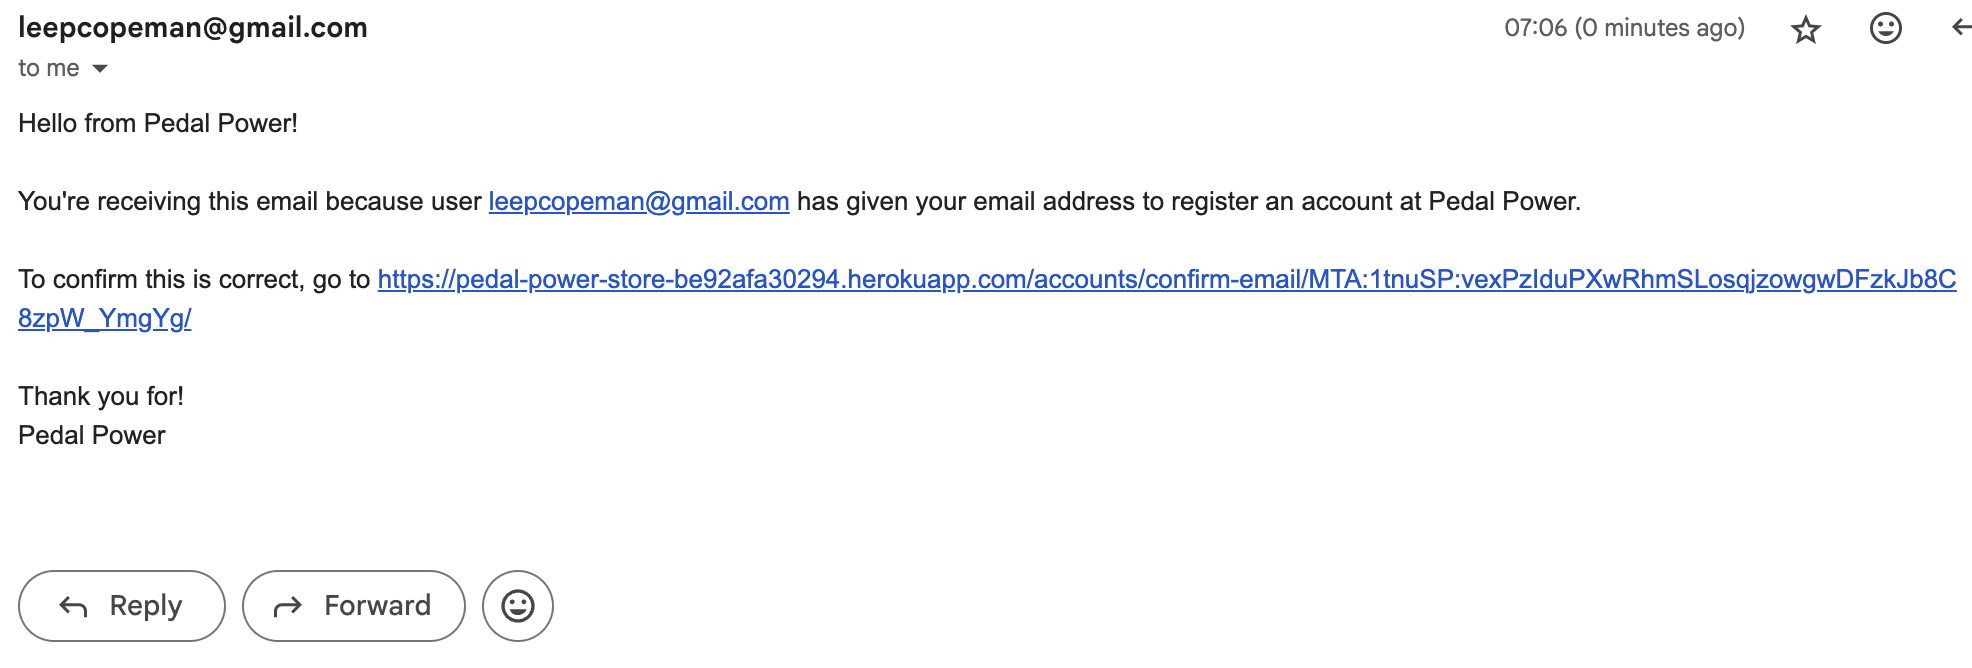 leepcopeman@gmail.com
07:06 (0 minutes ago)
to me
Hello from Pedal Power!
You're receiving this email because user leepcopeman@gmail.com has given your email address to register an account at Pedal Power.
To confirm this is correct, go to https://pedal-power-store-be92afa30294.herokuapp.com/accounts/confirm-email/MTA:1tnuSP:vexPzIduPXwRhmSLosqjzowgwDFzkJb8C
8zpW_YmgYg/
Thank you for!
Pedal Power
Reply
Forward